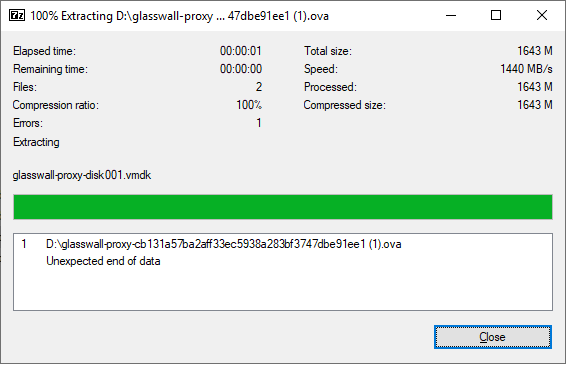 7z 100% Extracting D:\glasswall-proxy ... 47dbe91ee1 (1).ova
Elapsed time: 00:00:01 Total size: 1643 M
Remaining time: 00:00:00 Speed: 1440 MB/s
Files: 2 Processed: 1643 M
Compression ratio: 100% Compressed size: 1643 M
Errors: 1
Extracting
glasswall-proxy-disk001.vmdk
1 D:\glasswall-proxy-cb131a57ba2aff33ec5938a283bf3747dbe91ee1 (1).ova
Unexpected end of data
Close